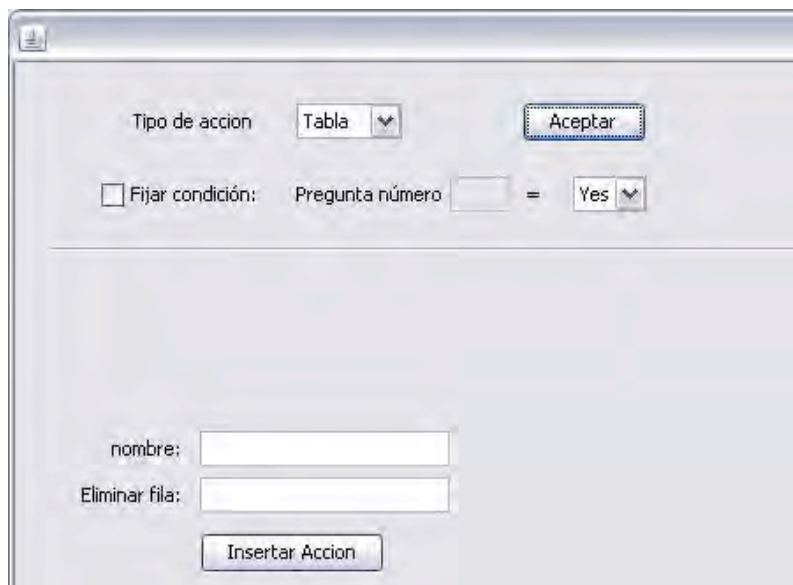 Tipo de accion Tabla Aceptar
Fijar condición: Pregunta número = Yes
nombre:
Eliminar fila:
Insertar Accion